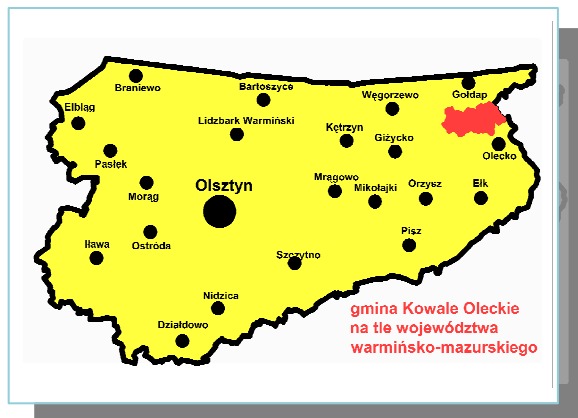 Gołdap
Braniewo
Bartoszyce
Węgorzewo
Elbląg
Lidzbark Warmiński
Kętrzyn
Giżycko
Olecko
Pasłęk
Mrągowo
Mikołajki
Orzysz
Ełk
Morąg
Olsztyn
Pisz
Iława
Ostróda
Szczytno
Nidzica
Działdowo
gmina Kowale Oleckie
na tle województwa
warmińsko-mazurskiego